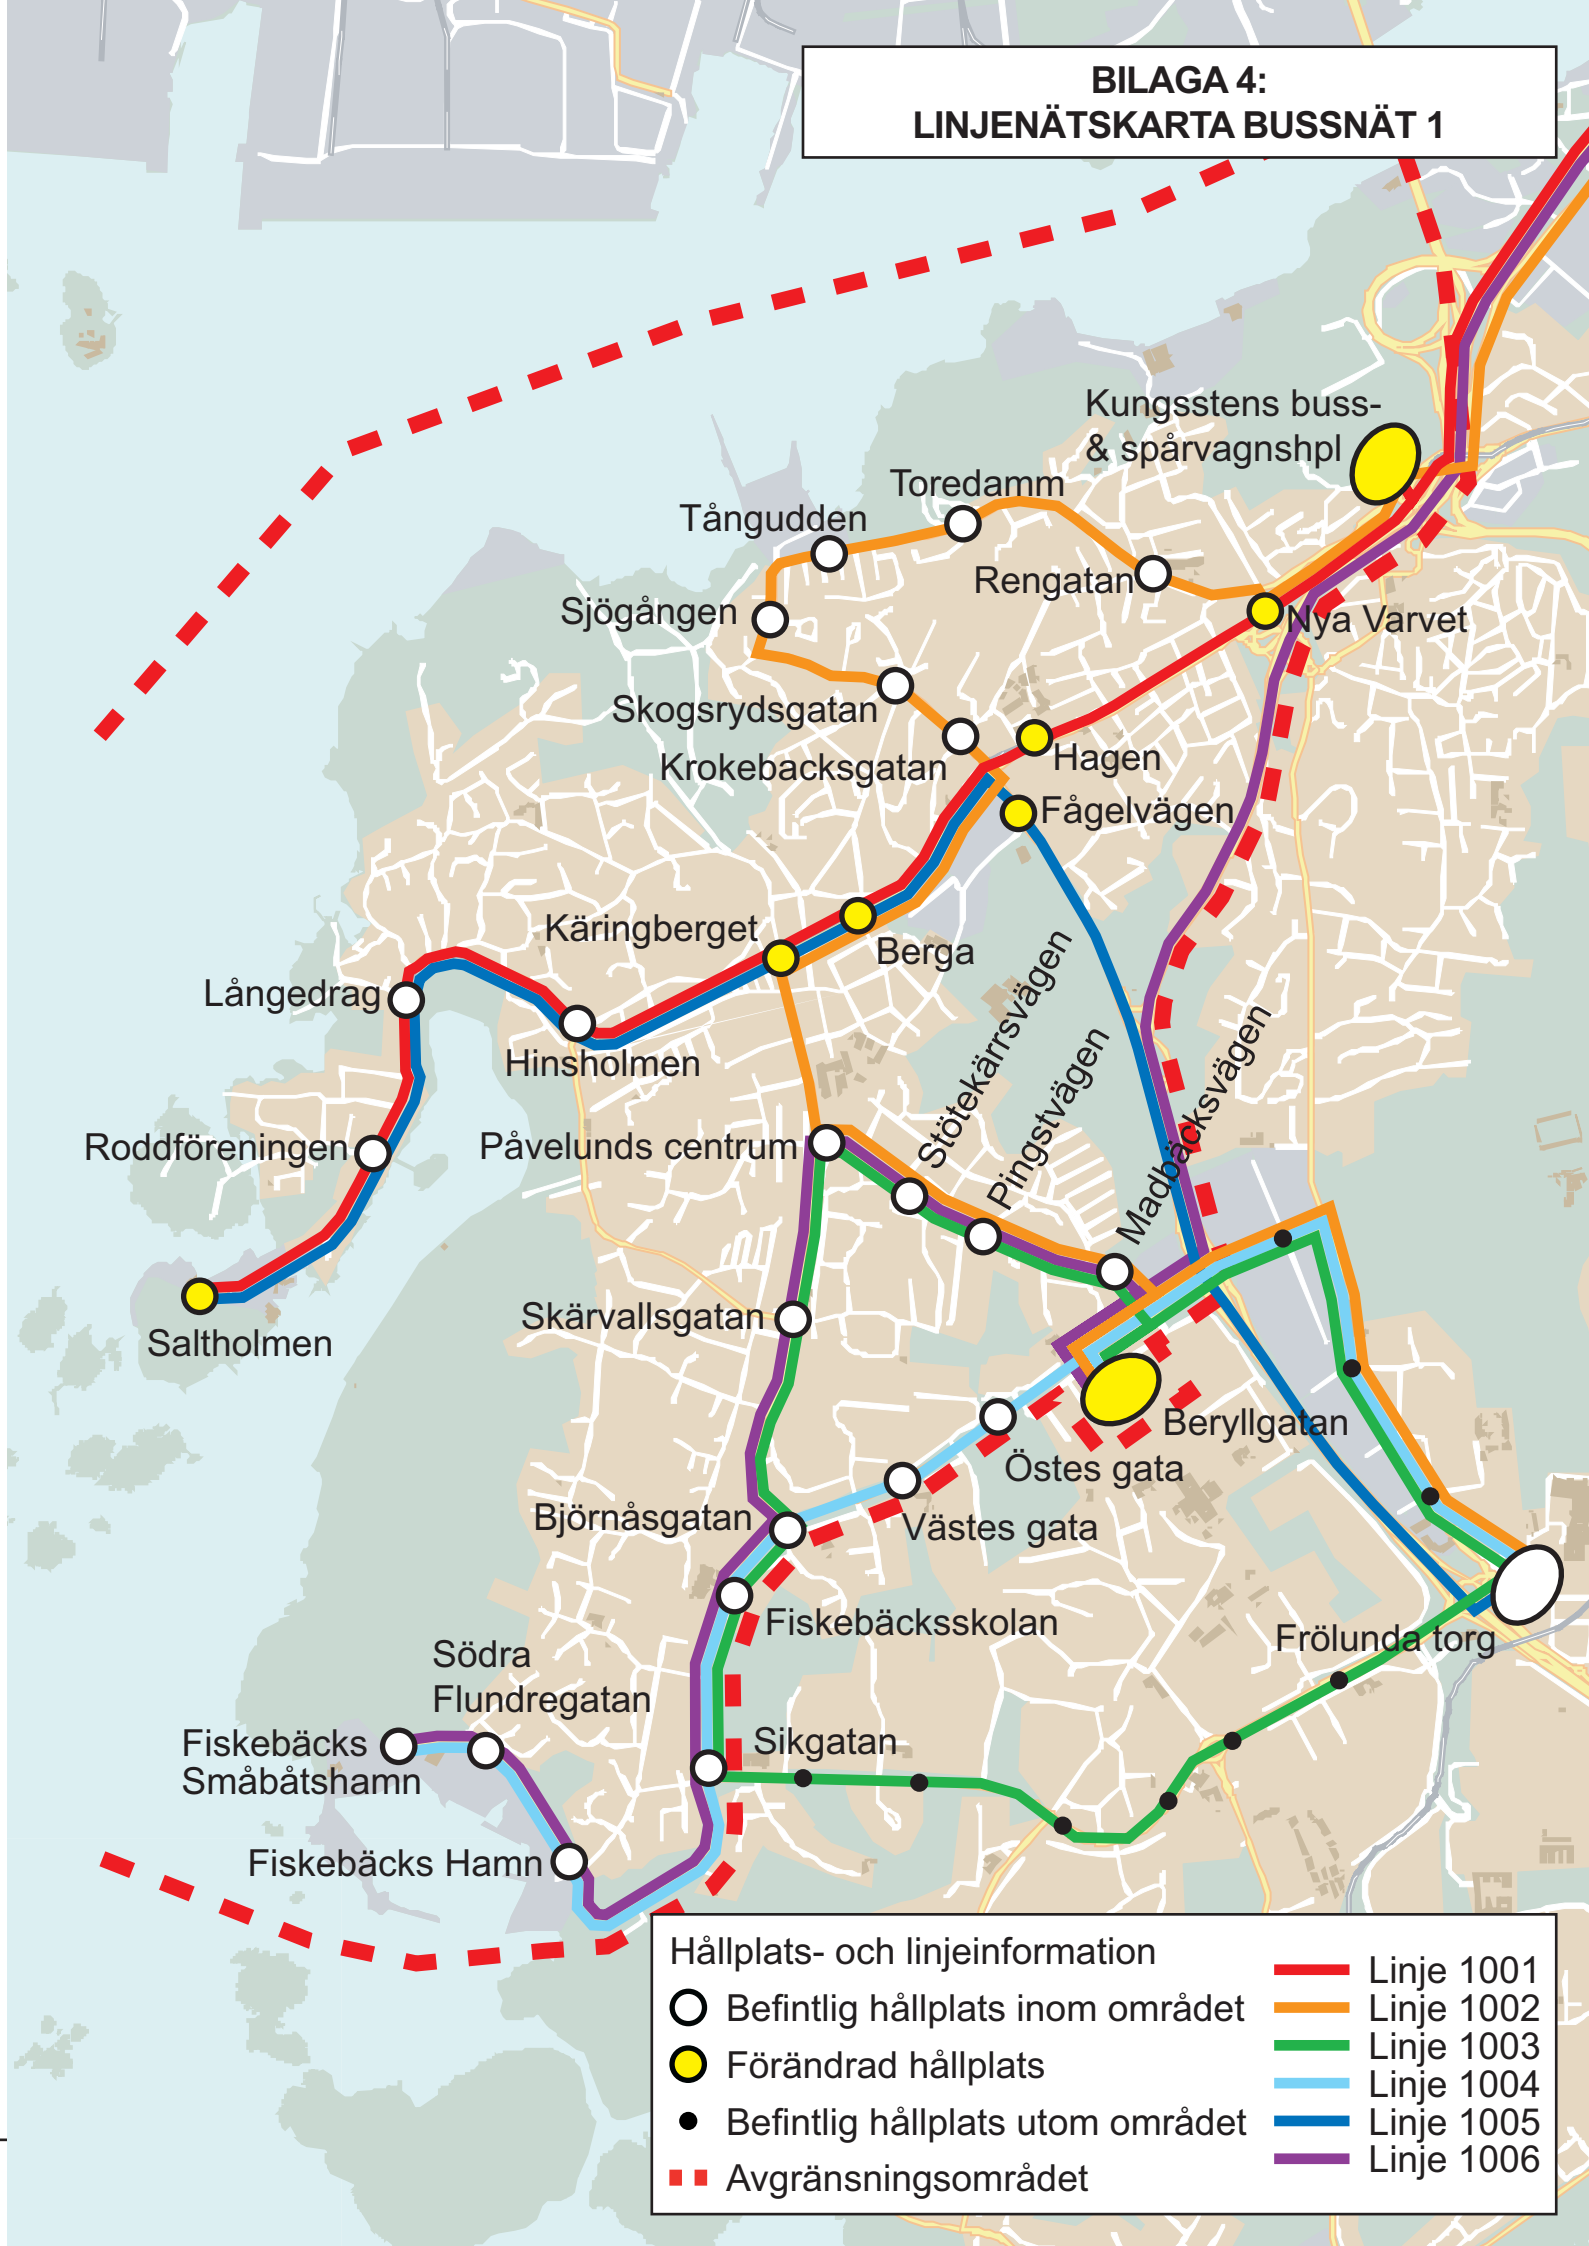 BILAGA 4:
LINJENÄTSKARTA BUSSNÄT 1
Kungsstens buss-
& spårvagnshpl
Toredamm
Tångudden
Rengatan
Sjögången
Nya Varvet
Skogsrydsgatan
Krokebacksgatan
Hagen
Fågelvägen
Käringberget
Berga
Långedrag
Hinsholmen
Stötekärrsvägen
Pingstvägen
Madbäcksvägen
Roddföreningen
Påvelunds centrum
Skärvallsgatan
Saltholmen
Beryllgatan
Östes gata
Björnåsgatan
Västes gata
Fiskebäcksskolan
Frölunda torg
Södra
Flundregatan
Fiskebäcks
Småbåtshamn
Sikgatan
Fiskebäcks Hamn
Hållplats- och linjeinformation
Befintlig hållplats inom området
Förändrad hållplats
Befintlig hållplats utom området
Avgränsningsområdet
Linje 1001
Linje 1002
Linje 1003
Linje 1004
Linje 1005
Linje 1006